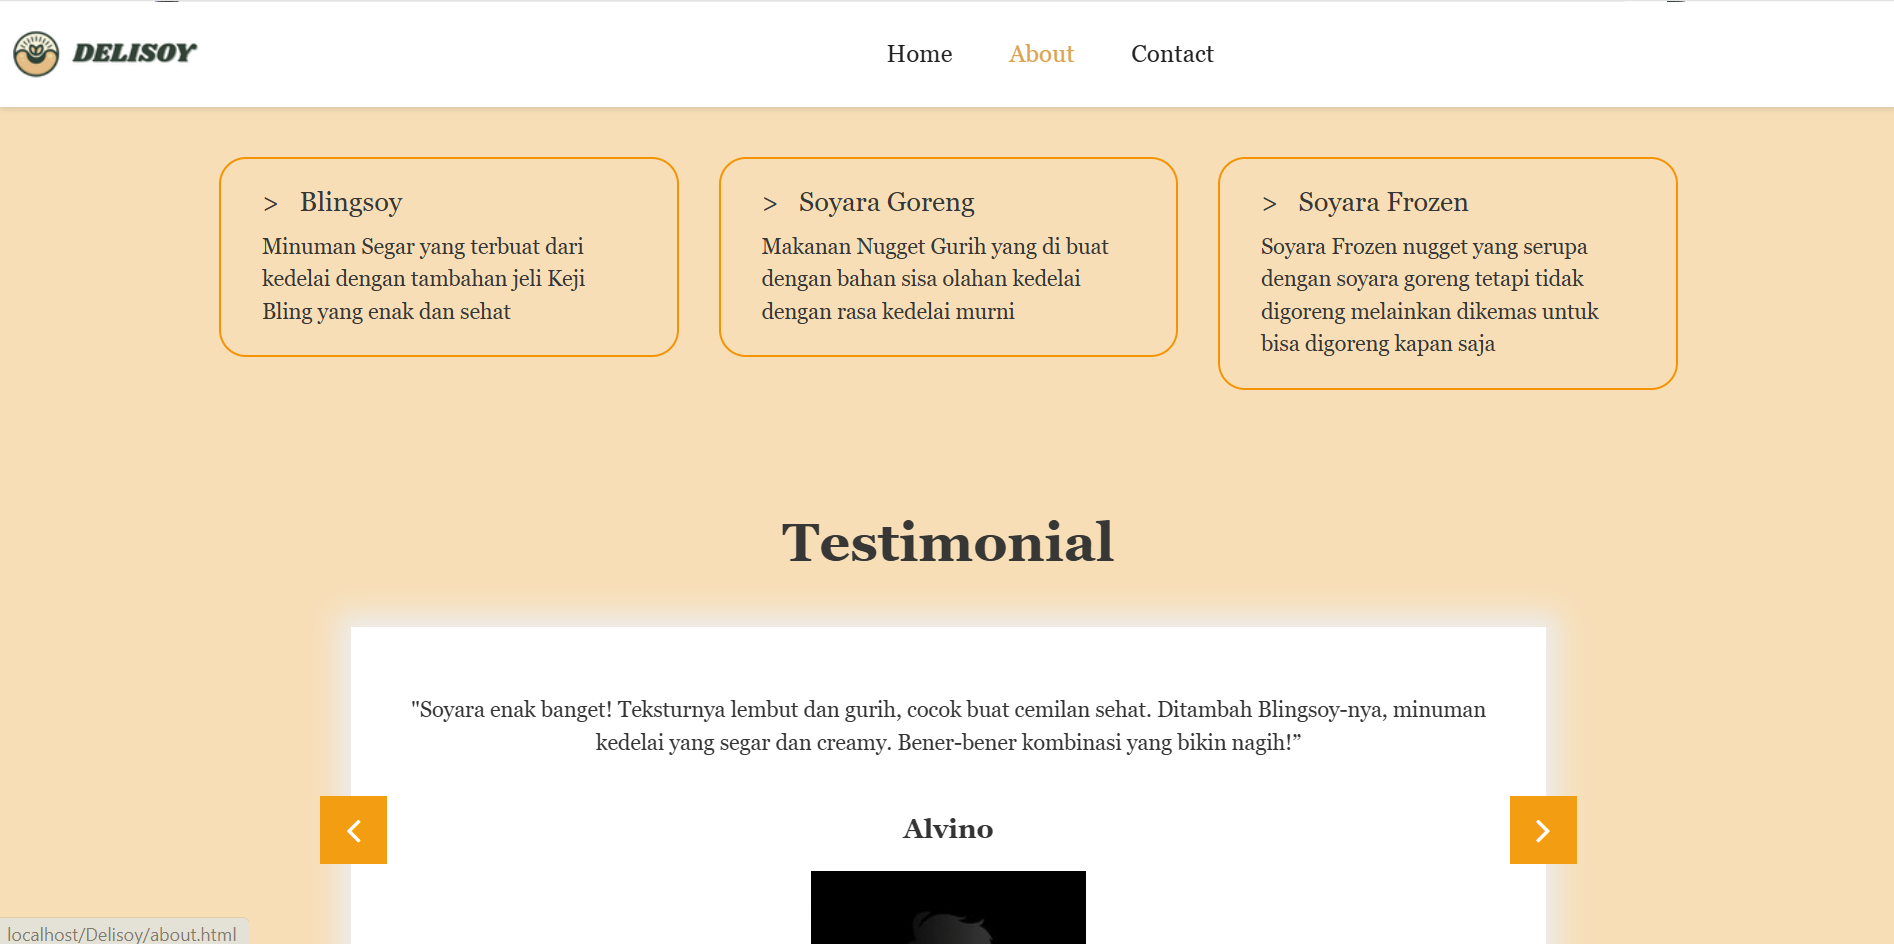 DELISOY
Home About Contact
> Blingsoy
Minuman Segar yang terbuat dari
kedelai dengan tambahan jeli Keji
Bling yang enak dan sehat
> Soyara Goreng
Makanan Nugget Gurih yang di buat
dengan bahan sisa olahan kedelai
dengan rasa kedelai murni
> Soyara Frozen
Soyara Frozen nugget yang serupa
dengan soyara goreng tetapi tidak
digoreng melainkan dikemas untuk
bisa digoreng kapan saja
Testimonial
"Soyara enak banget! Teksturnya lembut dan gurih, cocok buat cemilan sehat. Ditambah Blingsoy-nya, minuman
kedelai yang segar dan creamy. Bener-bener kombinasi yang bikin nagih!”
Alvino
localhost/Delisoy/about.html